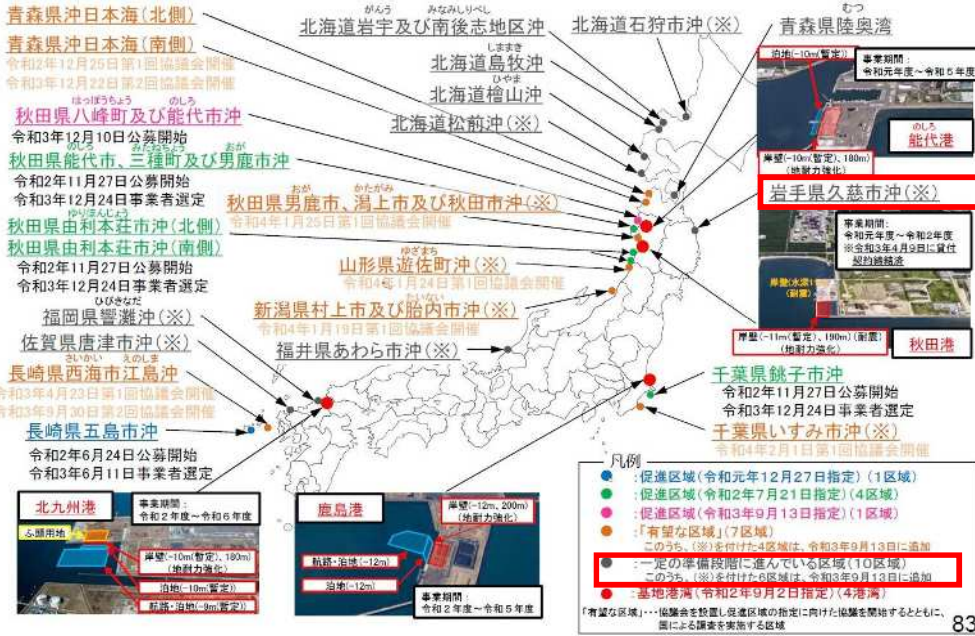 青森県沖日本海(北側)
青森県沖日本海(南側)
令和2年12月25日第1回協議会開催
令和3年12月22日第2回協議会開催
はっぽうちょう のしろ
秋田県八峰町及び能代市沖
令和3年12月10日公募開始
のしろ みたねちょう おが
秋田県能代市、三種町及び男鹿市沖
令和2年11月27日公募開始
令和3年12月24日事業者選定
ゆりほんじょう
秋田県由利本荘市沖(北側)
秋田県由利本荘市沖(南側)
令和2年11月27日公募開始
令和3年12月24日事業者選定
ひびきなだ
福岡県響灘沖(※)
佐賀県唐津市沖(※)
さいかい えのしま
長崎県西海市江島沖
令和3年4月23日第1回協議会開催
令和3年9月30日第2回協議会開催
長崎県五島市沖
令和2年6月24日公募開始
令和3年6月11日事業者選定
がんう みなみしりべし
北海道岩宇及び南後志地区沖
しままき
北海道島牧沖
ひやま
北海道檜山沖
北海道松前沖(※)
おが かたがみ
秋田県男鹿市、潟上市及び秋田市沖(※)
令和4年1月25日第1回協議会開催
ゆざまち
山形県遊佐町沖(※)
令和4年1月24日第1回協議会開催
たいない
新潟県村上市及び胎内市沖(※)
令和4年1月19日第1回協議会開催
福井県あわら市沖(※)
北海道石狩市沖(※)
むつ
青森県陸奥湾
泊地(-10m(暫定))
事業期間:
令和元年度~令和5年度
のしろ
能代港
岸壁(-10m(暫定)、180m)
(地耐力強化)
岩手県久慈市沖(※)
事業期間:
令和元年度~令和2年度
※令和3年4月9日に貸付
契約締結済
(耐震)
岸壁(-11m(暫定)、190m)(耐震)
(地耐力強化)
秋田港
千葉県銚子市沖
令和2年11月27日公募開始
令和3年12月24日事業者選定
千葉県いすみ市沖(※)
令和4年2月1日第1回協議会開催
北九州港
事業期間:
令和2年度~令和6年度
ふ頭用地
岸壁(-10m(暫定)、180m)
(地耐力強化)
泊地(-10m(暫定))
航路・泊地(-9m(暫定))
鹿島港
岸壁(-12m、200m)
(地耐力強化)
航路・泊地(-12m)
泊地(-12m)
事業期間:
令和2年度~令和5年度
凡例
:促進区域(令和元年12月27日指定)(1区域)
:促進区域(令和2年7月21日指定)(4区域)
:促進区域(令和3年9月13日指定)(1区域)
:「有望な区域」(7区域)
このうち、(※)を付けた4区域は、令和3年9月13日に追加
:一定の準備段階に進んでいる区域(10区域)
このうち、(※)を付けた6区域は、令和3年9月13日に追加
:基地港湾(令和2年9月2日指定)(4港湾)
「有望な区域」・・・協議会を設置し促進区域の指定に向けた協議を開始するとともに、
国による調査を実施する区域
83